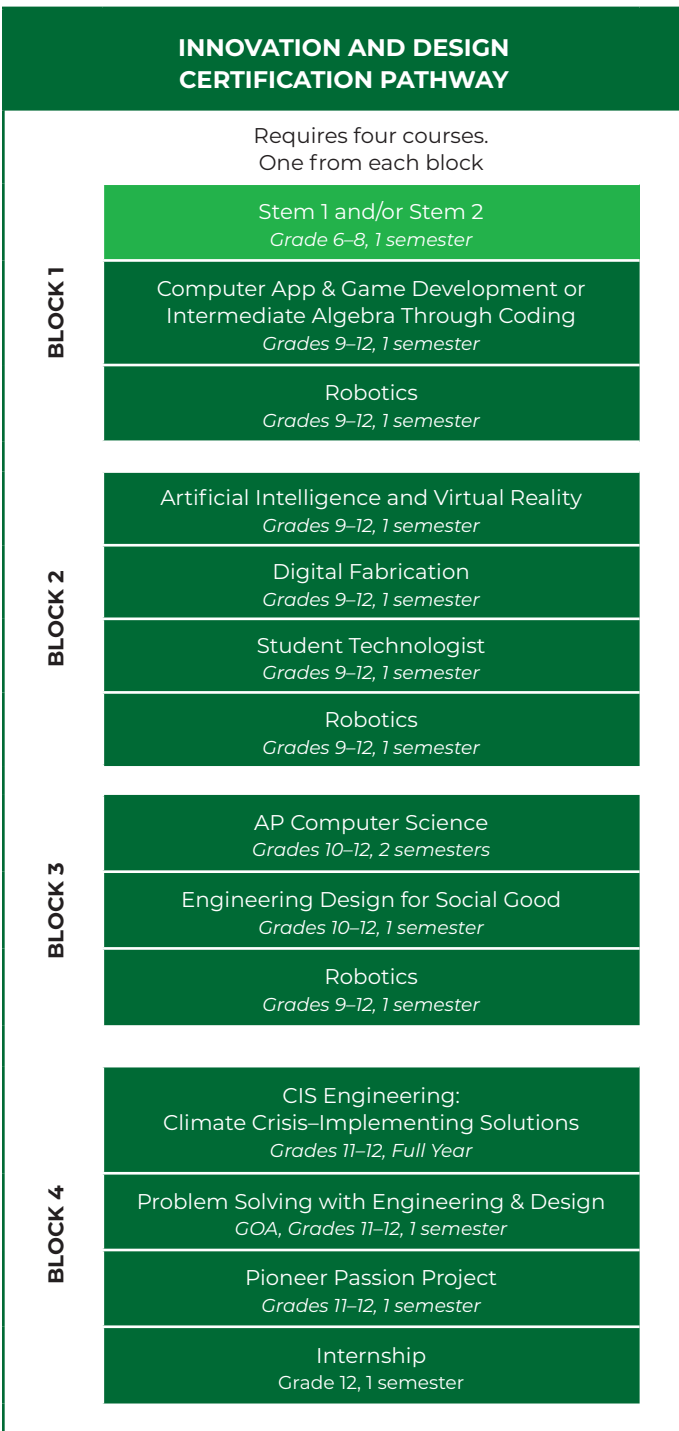 INNOVATION AND DESIGN
CERTIFICATION PATHWAY
Requires four courses.
One from each block
BLOCK 1
Stem 1 and/or Stem 2
Grade 6–8, 1 semester
Computer App & Game Development or
Intermediate Algebra Through Coding
Grades 9–12, 1 semester
Robotics
Grades 9–12, 1 semester
BLOCK 2
Artificial Intelligence and Virtual Reality
Grades 9–12, 1 semester
Digital Fabrication
Grades 9–12, 1 semester
Student Technologist
Grades 9–12, 1 semester
Robotics
Grades 9–12, 1 semester
BLOCK 3
AP Computer Science
Grades 10–12, 2 semesters
Engineering Design for Social Good
Grades 10–12, 1 semester
Robotics
Grades 9–12, 1 semester
BLOCK 4
CIS Engineering:
Climate Crisis–Implementing Solutions
Grades 11–12, Full Year
Problem Solving with Engineering & Design
GOA, Grades 11–12, 1 semester
Pioneer Passion Project
Grades 11–12, 1 semester
Internship
Grade 12, 1 semester